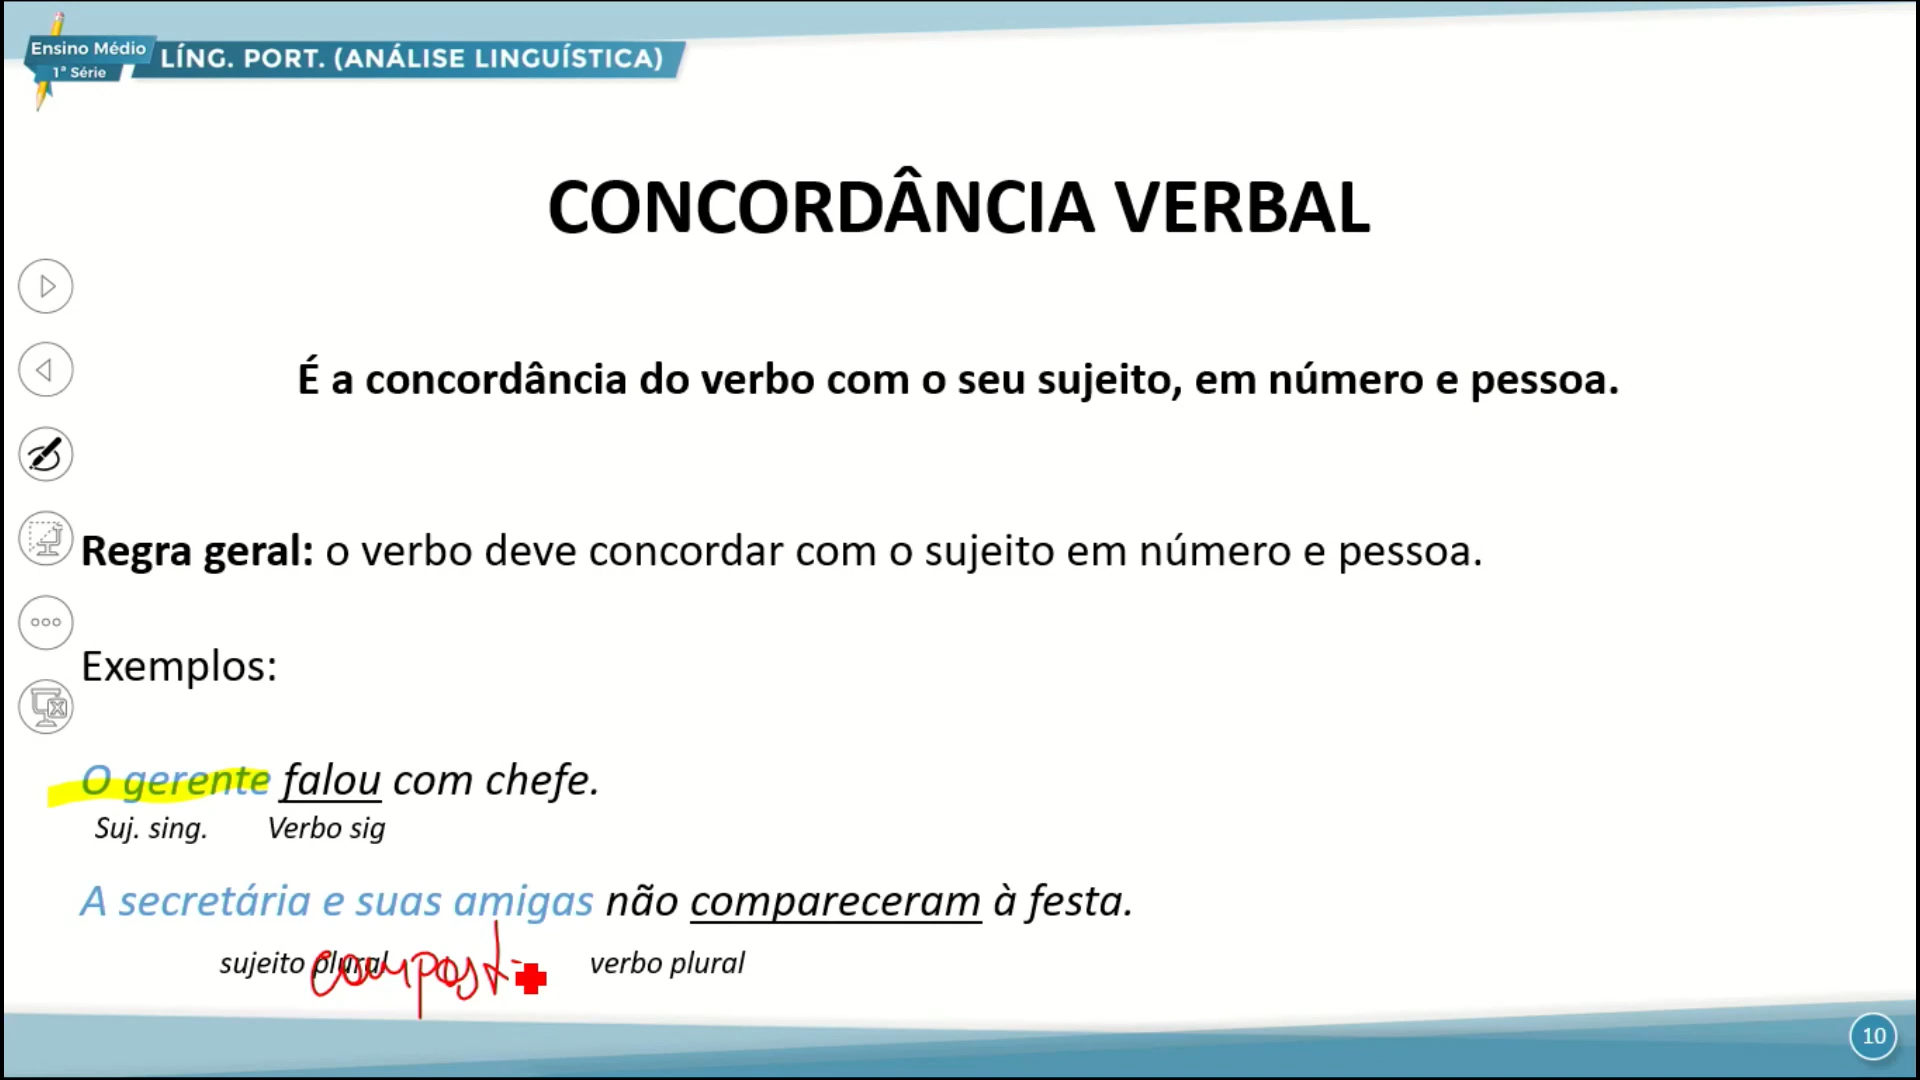 Ensino Médio
1ª Série
LÍNG. PORT. (ANÁLISE LINGUÍSTICA)
CONCORDÂNCIA VERBAL
É a concordância do verbo com o seu sujeito, em número e pessoa.
Regra geral: o verbo deve concordar com o sujeito em número e pessoa.
Exemplos:
O gerente falou com chefe.
Suj. sing. Verbo sig
A secretária e suas amigas não compareceram à festa.
sujeito plural verbo plural
compost
10